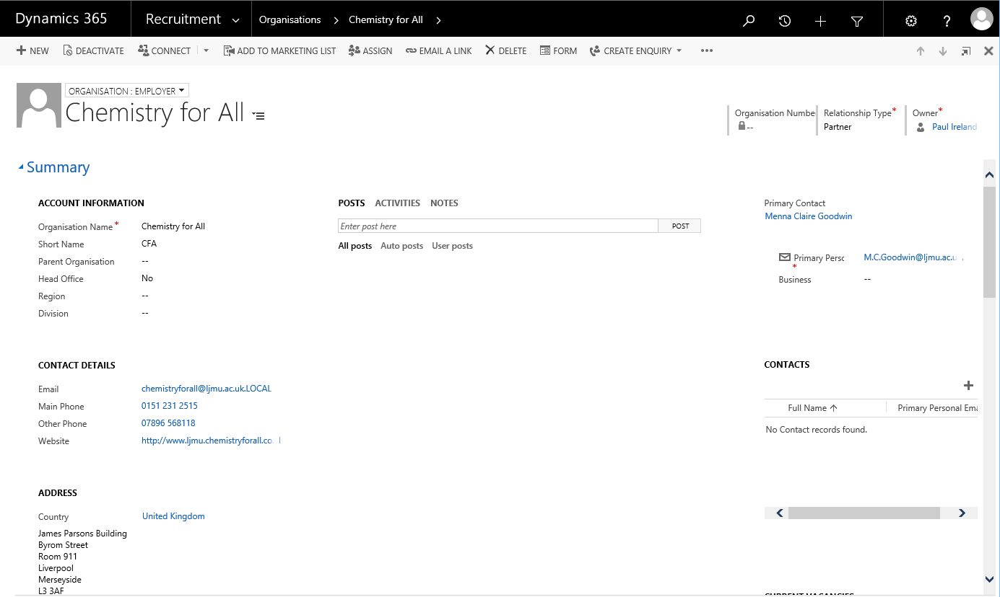 Dynamics 365 Recruitment Organisations Chemistry for All
NEW DEACTIVATE CONNECT ADD TO MARKETING LIST ASSIGN EMAIL A LINK DELETE FORM CREATE ENQUIRY
ORGANISATION : EMPLOYER
Chemistry for All
Organisation Numbe Relationship Type* Owner*
-- Partner Paul Ireland
Summary
ACCOUNT INFORMATION
Organisation Name* Chemistry for All
Short Name CFA
Parent Organisation --
Head Office No
Region --
Division --
CONTACT DETAILS
Email chemistryforall@ljmu.ac.uk.LOCAL
Main Phone 0151 231 2515
Other Phone 07896 568118
Website http://www.ljmu.chemistryforall.co.
ADDRESS
Country United Kingdom
James Parsons Building
Byrom Street
Room 911
Liverpool
Merseyside
L3 3AF
POSTS ACTIVITIES NOTES
Enter post here POST
All posts Auto posts User posts
Primary Contact
Menna Claire Goodwin
Primary Persc M.C.Goodwin@ljmu.ac.u
*
Business --
CONTACTS
Full Name Primary Personal Ema
No Contact records found.
CURRENT VACANCIES